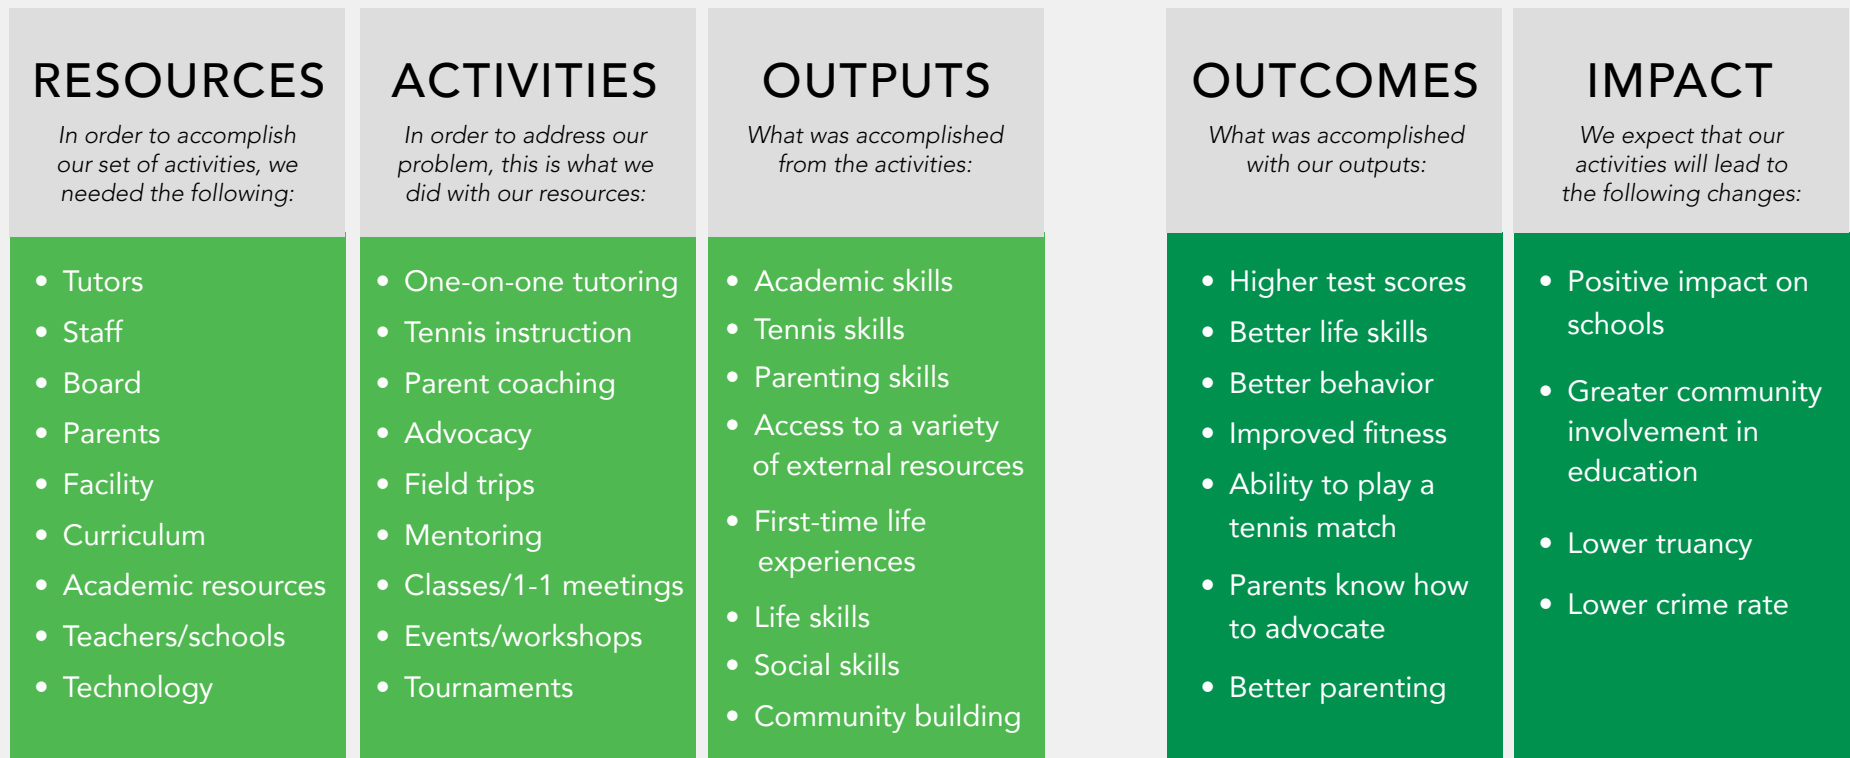 RESOURCES
In order to accomplish
our set of activities, we
needed the following:
• Tutors
• Staff
• Board
• Parents
• Facility
• Curriculum
• Academic resources
• Teachers/schools
• Technology
ACTIVITIES
In order to address our
problem, this is what we
did with our resources:
• One-on-one tutoring
• Tennis instruction
• Parent coaching
• Advocacy
• Field trips
• Mentoring
• Classes/1-1 meetings
• Events/workshops
• Tournaments
OUTPUTS
What was accomplished
from the activities:
• Academic skills
• Tennis skills
• Parenting skills
• Access to a variety
of external resources
• First-time life
experiences
• Life skills
• Social skills
• Community building
OUTCOMES
What was accomplished
with our outputs:
• Higher test scores
• Better life skills
• Better behavior
• Improved fitness
• Ability to play a
tennis match
• Parents know how
to advocate
• Better parenting
IMPACT
We expect that our
activities will lead to
the following changes:
• Positive impact on
schools
• Greater community
involvement in
education
• Lower truancy
• Lower crime rate